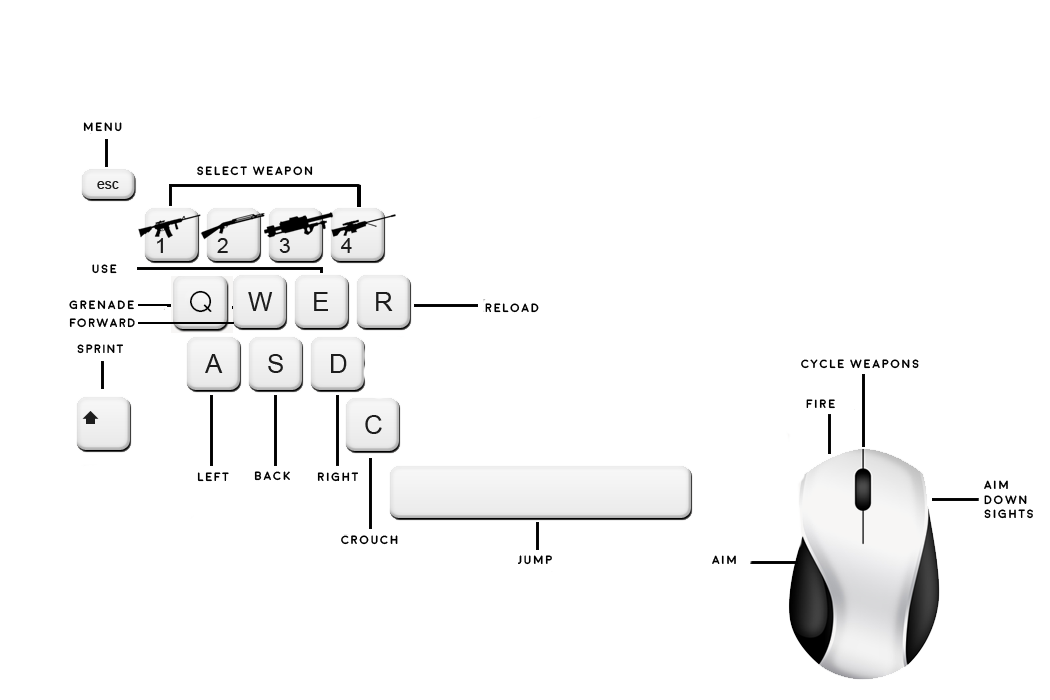 MENU
esc
SELECT WEAPON
1 2 3 4
USE
GRENADE
FORWARD
Q W E R
RELOAD
SPRINT
A S D
C
LEFT BACK RIGHT
CROUCH
JUMP
CYCLE WEAPONS
FIRE
AIM
DOWN
SIGHTS
AIM